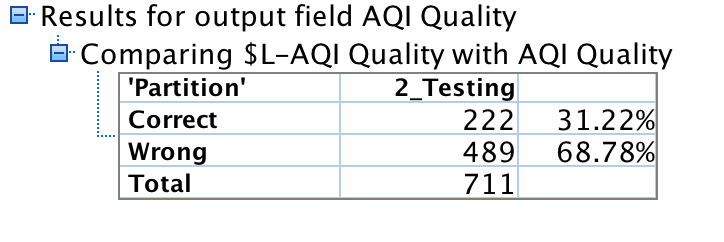 Results for output field AQI Quality
Comparing $L-AQI Quality with AQI Quality
'Partition' 2_Testing
Correct 222 31.22%
Wrong 489 68.78%
Total 711